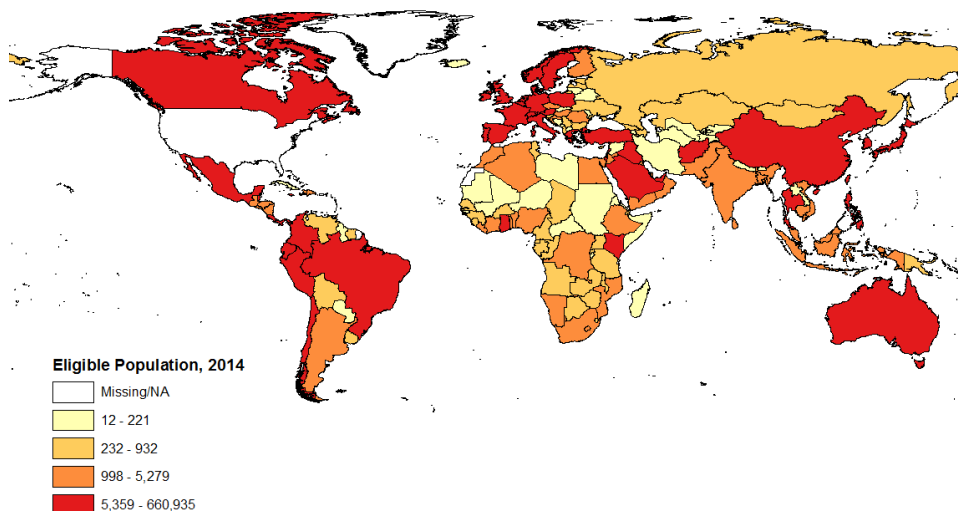 Eligible Population, 2014
Missing/NA
12 - 221
232 - 932
998 - 5,279
5,359 - 660,935